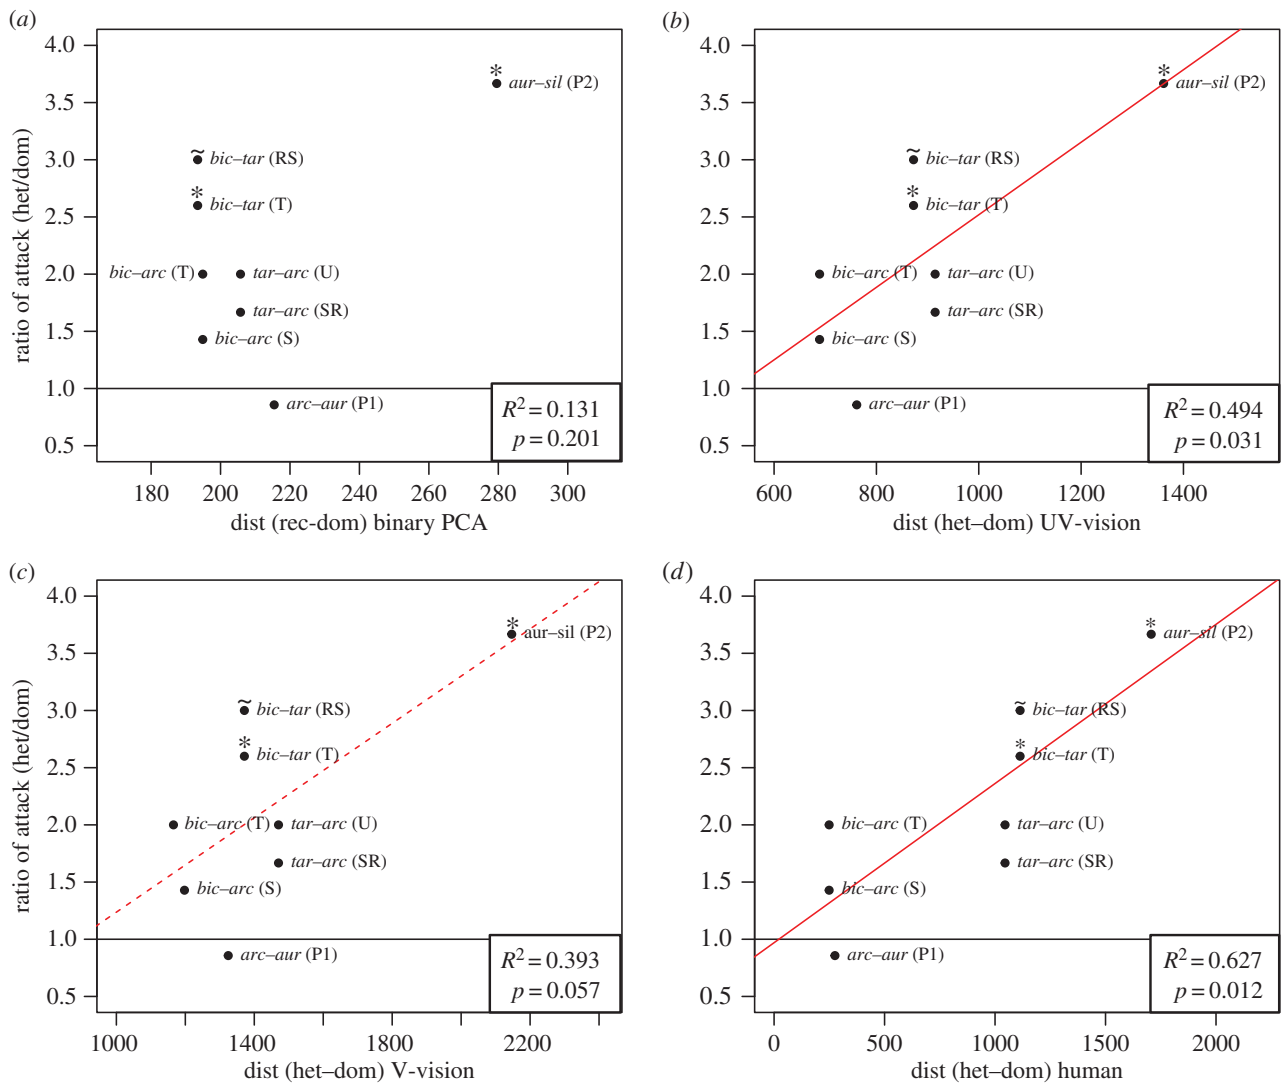 (a)
ratio of attack (het/dom)
4.0
3.5
3.0
2.5
2.0
1.5
1.0
0.5
* aur–sil (P2)
~ bic–tar (RS)
* bic–tar (T)
bic–arc (T)
tar–arc (U)
tar–arc (SR)
bic–arc (S)
arc–aur (P1)
R² = 0.131
p = 0.201
180 200 220 240 260 280 300
dist (rec-dom) binary PCA
(b)
4.0
3.5
3.0
2.5
2.0
1.5
1.0
0.5
* aur–sil (P2)
~ bic–tar (RS)
* bic–tar (T)
bic–arc (T)
tar–arc (U)
tar–arc (SR)
bic–arc (S)
arc–aur (P1)
R² = 0.494
p = 0.031
600 800 1000 1200 1400
dist (het–dom) UV-vision
(c)
ratio of attack (het/dom)
4.0
3.5
3.0
2.5
2.0
1.5
1.0
0.5
* aur–sil (P2)
~ bic–tar (RS)
* bic–tar (T)
bic–arc (T)
tar–arc (U)
tar–arc (SR)
bic–arc (S)
arc–aur (P1)
R² = 0.393
p = 0.057
1000 1400 1800 2200
dist (het–dom) V-vision
(d)
4.0
3.5
3.0
2.5
2.0
1.5
1.0
0.5
* aur–sil (P2)
~ bic–tar (RS)
* bic–tar (T)
bic–arc (T)
tar–arc (U)
tar–arc (SR)
bic–arc (S)
arc–aur (P1)
R² = 0.627
p = 0.012
0 500 1000 1500 2000
dist (het–dom) human